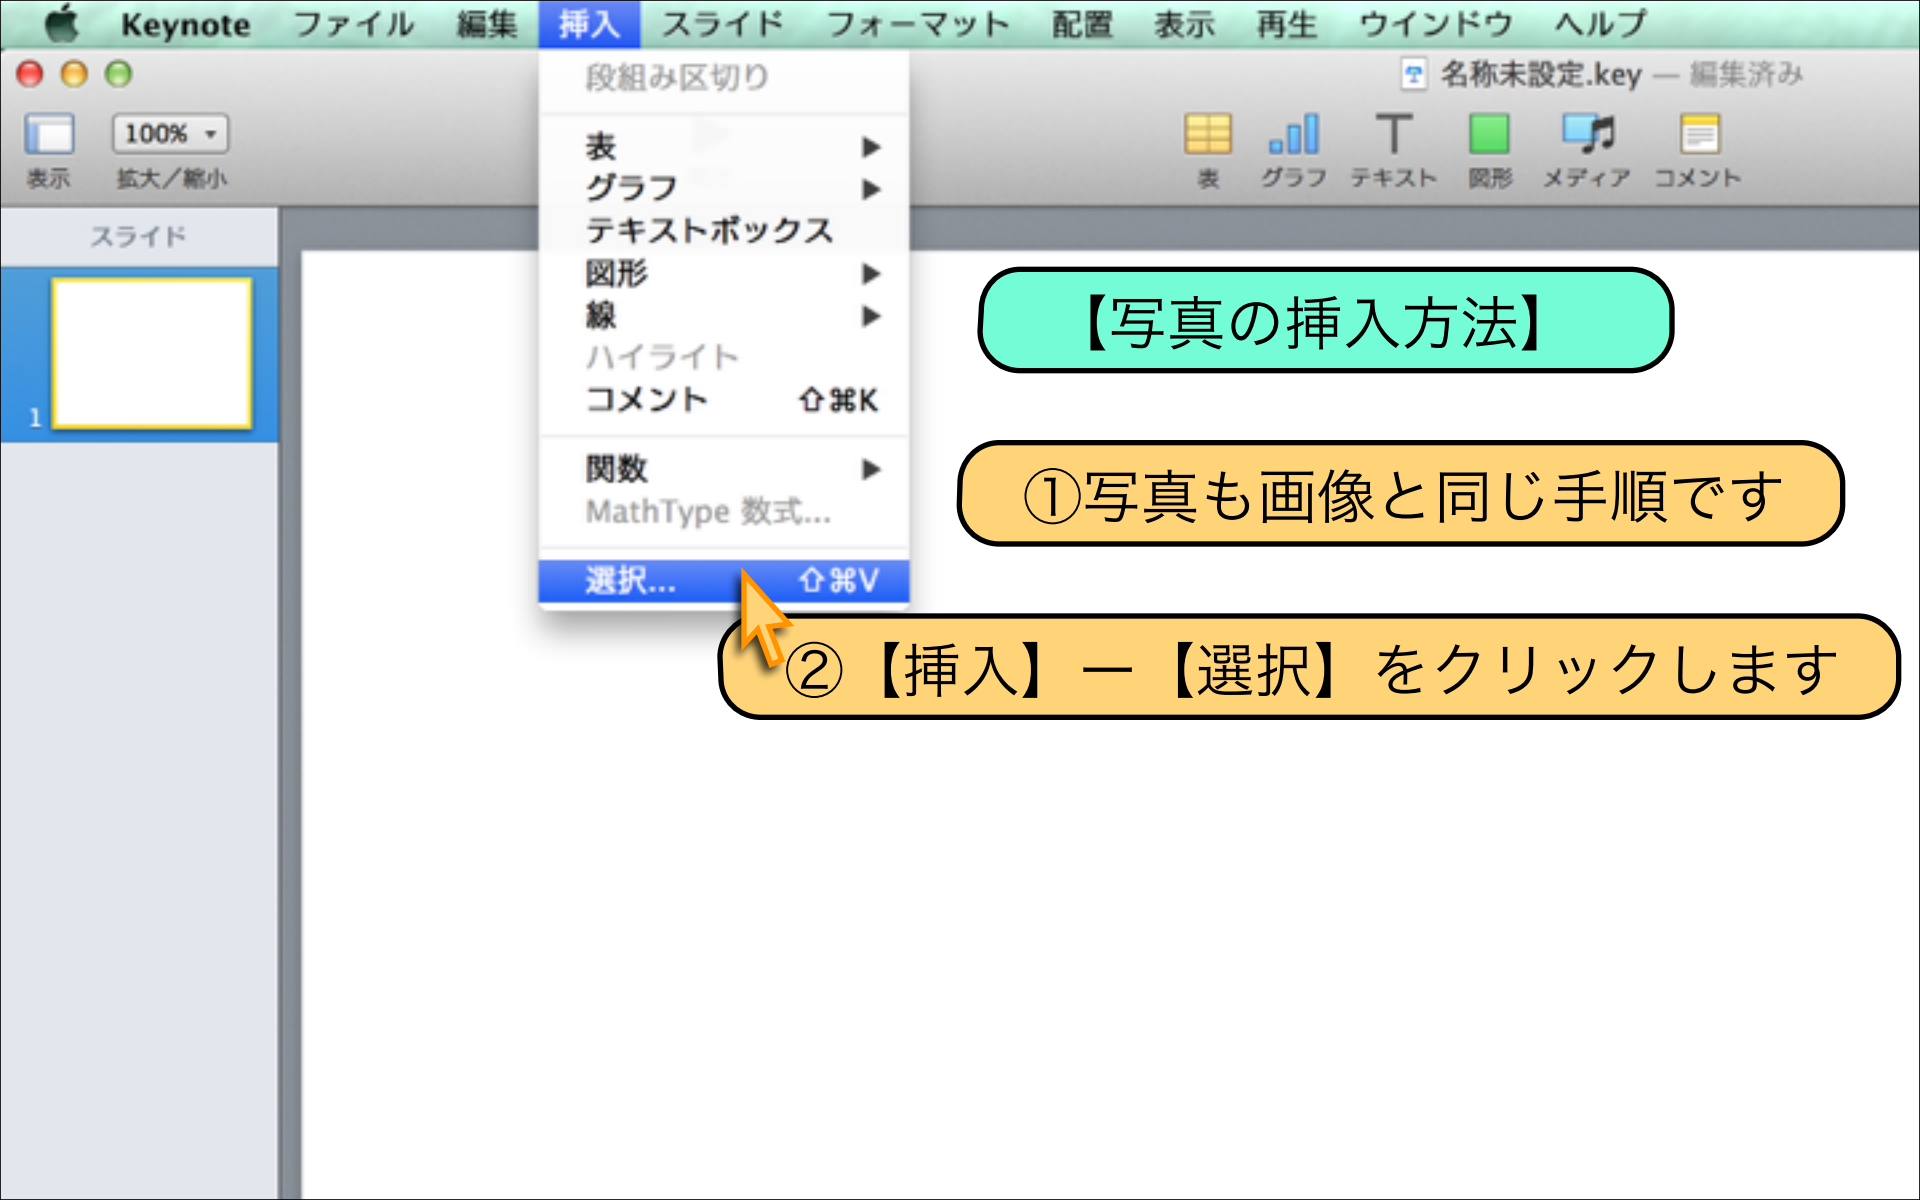 Keynote ファイル 編集 挿入 スライド フォーマット 配置 表示 再生 ウインドウ ヘルプ
名称未設定.key — 編集済み
100%
表示 拡大／縮小
表 グラフ テキスト 図形 メディア コメント
段組み区切り
表
グラフ
テキストボックス
図形
線
ハイライト
コメント ⇧⌘K
関数
MathType 数式...
選択... ⇧⌘V
スライド
1
【写真の挿入方法】
①写真も画像と同じ手順です
②【挿入】ー【選択】をクリックします